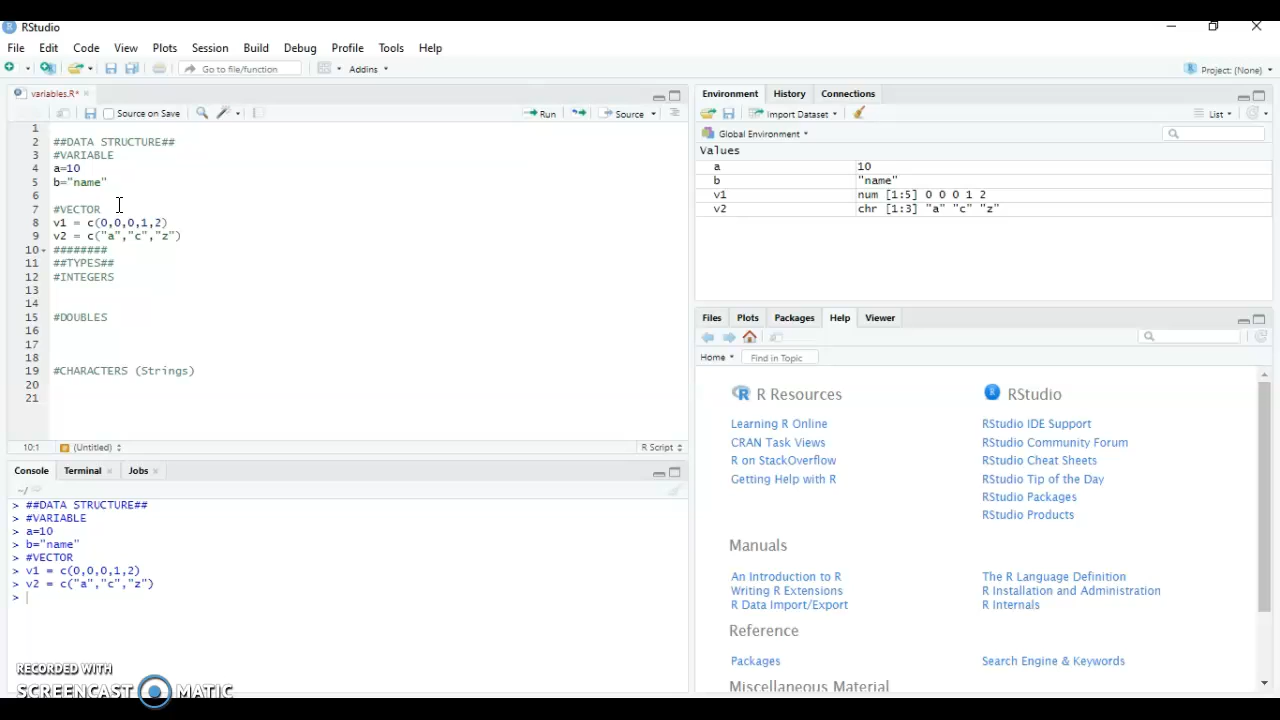 RStudio
File Edit Code View Plots Session Build Debug Profile Tools Help
Go to file/function Addins Project: (None)
variables.R*
Source on Save Run Source
1
2 ##DATA STRUCTURE##
3 #VARIABLE
4 a=10
5 b="name"
6
7 #VECTOR
8 v1 = c(0,0,0,1,2)
9 v2 = c("a","c","z")
10 ########
11 ##TYPES##
12 #INTEGERS
13
14
15 #DOUBLES
16
17
18
19 #CHARACTERS (Strings)
20
21
10:1 (Untitled) R Script
Console Terminal Jobs
~/
> ##DATA STRUCTURE##
> #VARIABLE
> a=10
> b="name"
> #VECTOR
> v1 = c(0,0,0,1,2)
> v2 = c("a","c","z")
>
Environment History Connections
Import Dataset List
Global Environment
Values
a 10
b "name"
v1 num [1:5] 0 0 0 1 2
v2 chr [1:3] "a" "c" "z"
Files Plots Packages Help Viewer
Home Find in Topic
R Resources
Learning R Online
CRAN Task Views
R on StackOverflow
Getting Help with R
RStudio
RStudio IDE Support
RStudio Community Forum
RStudio Cheat Sheets
RStudio Tip of the Day
RStudio Packages
RStudio Products
Manuals
An Introduction to R The R Language Definition
Writing R Extensions R Installation and Administration
R Data Import/Export R Internals
Reference
Packages Search Engine & Keywords
Miscellaneous Material
RECORDED WITH
SCREENCAST MATIC